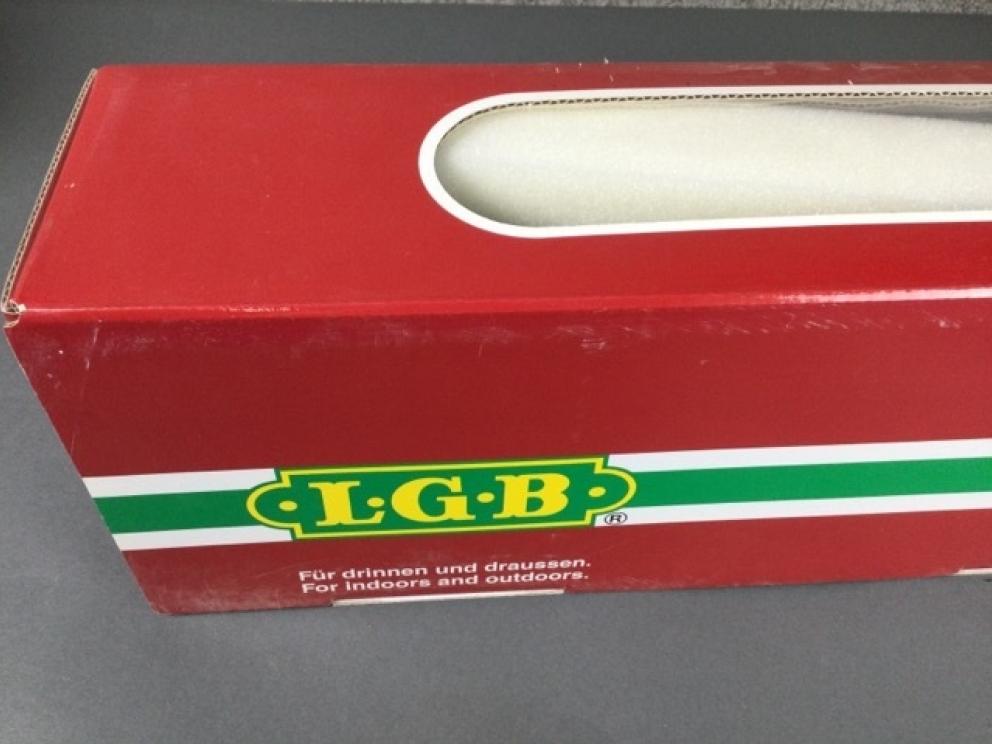 L·G·B ®
Für drinnen und draussen.
For indoors and outdoors.